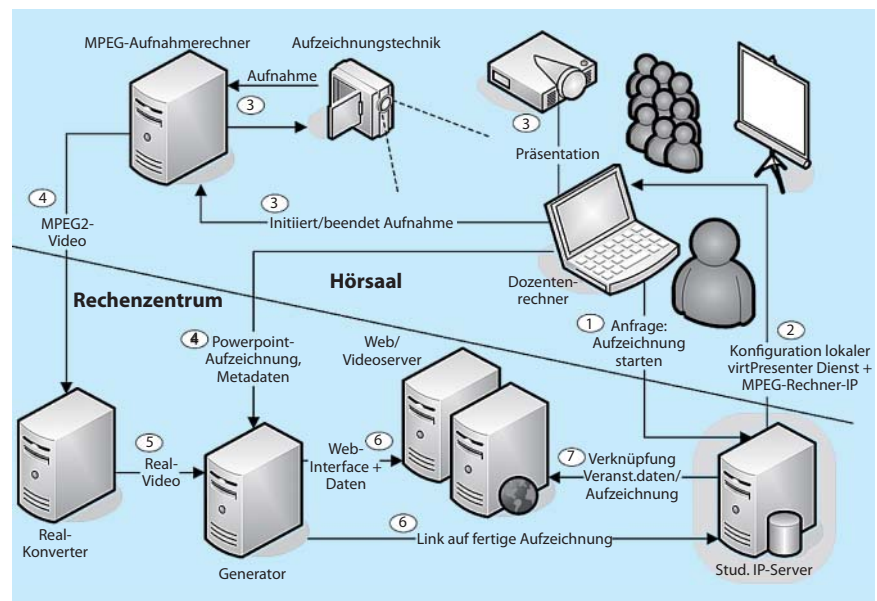 MPEG-Aufnahmerechner
Aufzeichnungstechnik
Aufnahme
3
3
Präsentation
3
Initiiert/beendet Aufnahme
4
MPEG2-
Video
Hörsaal
Rechenzentrum
Dozenten-
rechner
1 Anfrage:
Aufzeichnung
starten
2
Konfiguration lokaler
virtPresenter Dienst +
MPEG-Rechner-IP
4 Powerpoint-
Aufzeichnung,
Metadaten
Web/
Videoserver
5
Real-
Video
6
Web-
Interface +
Daten
7 Verknüpfung
Veranst.daten/
Aufzeichnung
6
Link auf fertige Aufzeichnung
Real-
Konverter
Generator
Stud. IP-Server